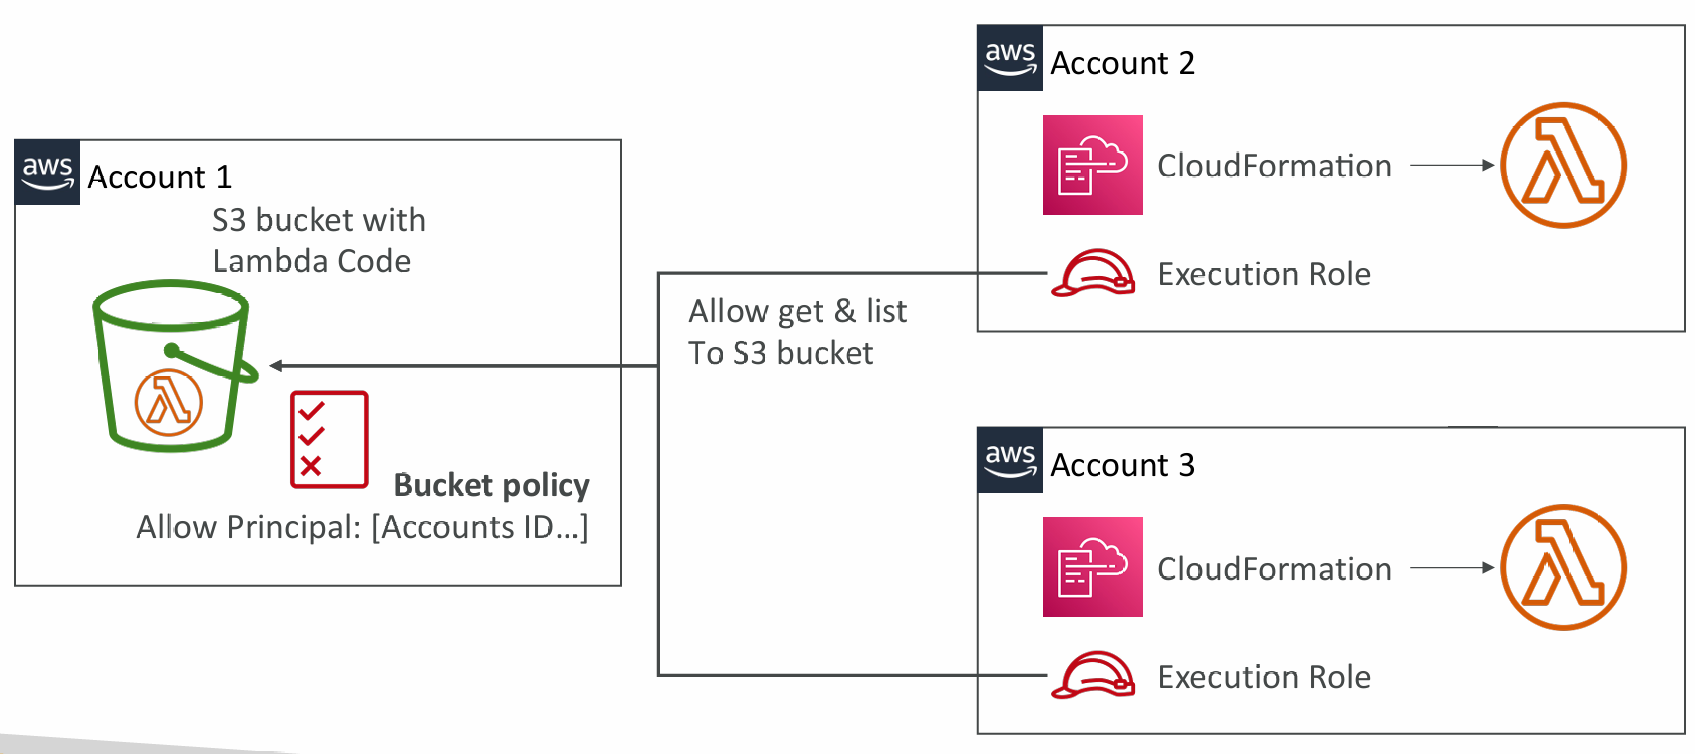 aws
Account 1
S3 bucket with
Lambda Code
Bucket policy
Allow Principal: [Accounts ID...]
Allow get & list
To S3 bucket
aws
Account 2
CloudFormation
Execution Role
aws
Account 3
CloudFormation
Execution Role